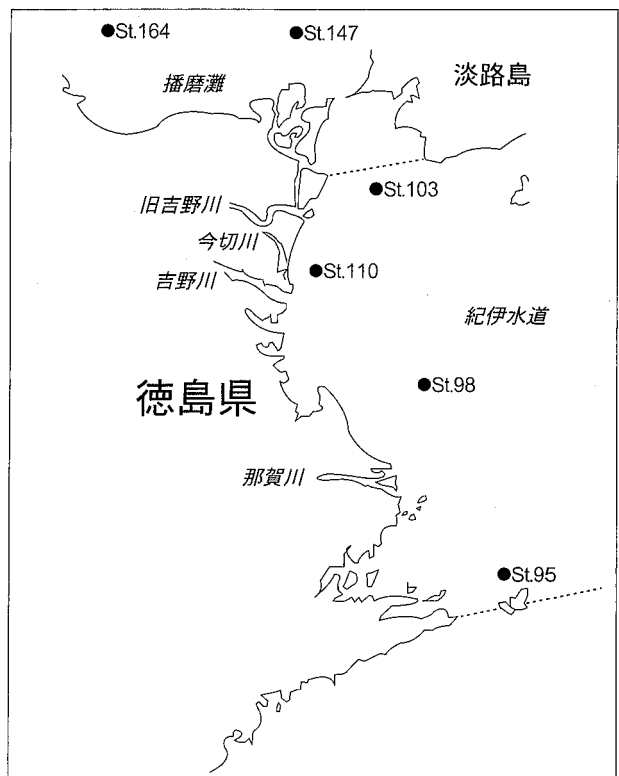 St.164
St.147
播磨灘
淡路島
St.103
旧吉野川
今切川
St.110
吉野川
紀伊水道
徳島県
St.98
那賀川
St.95